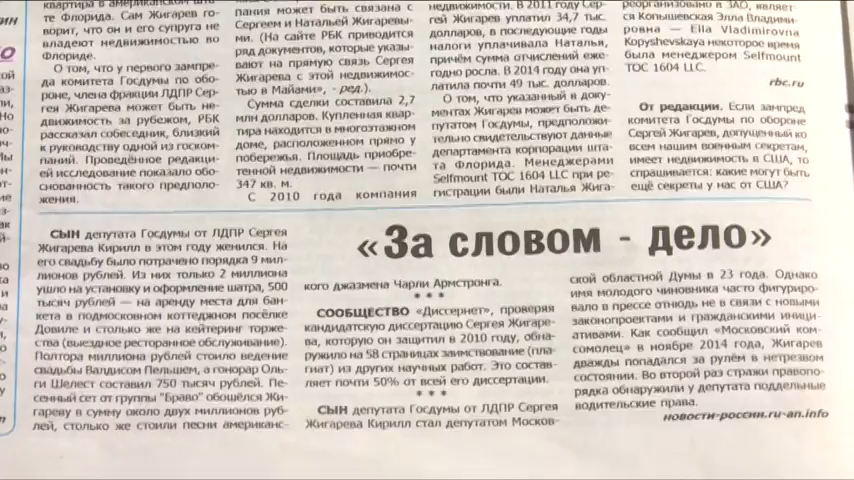 квартира в американском шта-
те Флорида. Сам Жигарев го-
ворит, что он и его супруга не
владеют недвижимостью во
Флориде.
О том, что у первого зампре-
да комитета Госдумы по обо-
роне, члена фракции ЛДПР Сер-
гея Жигарева может быть не-
движимость за рубежом, РБК
рассказал собеседник, близкий
к руководству одной из госком-
паний. Проведённое редакци-
ей исследование показало обо-
снованность такого предполо-
жения.
пания может быть связана с
Сергеем и Натальей Жигаревы-
ми. (На сайте РБК приводится
ряд документов, которые указы-
вают на прямую связь Сергея
Жигарева с этой недвижимос-
тью в Майами», - ред.).
Сумма сделки составила 2,7
млн долларов. Купленная квар-
тира находится в многоэтажном
доме, расположенном прямо у
побережья. Площадь приобре-
тенной недвижимости — почти
347 кв. м.
С 2010 года компания
недвижимости. В 2011 году Сер-
гей Жигарев уплатил 34,7 тыс.
долларов, в последующие годы
налоги уплачивала Наталья,
причём сумма отчислений еже-
годно росла. В 2014 году она уп-
латила почти 49 тыс. долларов.
О том, что указанный в доку-
ментах Жигарев может быть де-
путатом Госдумы, предположи-
тельно свидетельствуют данные
департамента корпорации шта-
та Флорида. Менеджерами
Selfmount TOC 1604 LLC при ре-
гистрации были Наталья Жига-
реорганизовано в ЗАО, являет-
ся Копышевская Элла Владими-
ровна — Ella Vladimirovna
Kopyshevskaya некоторое время
была менеджером Selfmount
TOC 1604 LLC.
rbc.ru
От редакции. Если зампред
комитета Госдумы по обороне
Сергей Жигарев, допущенный ко
всем нашим военным секретам,
имеет недвижимость в США, то
спрашивается: какие могут быть
ещё секреты у нас от США?
«За словом - дело»
СЫН депутата Госдумы от ЛДПР Сергея
Жигарева Кирилл в этом году женился. На
его свадьбу было потрачено порядка 9 мил-
лионов рублей. Из них только 2 миллиона
ушло на установку и оформление шатра, 500
тысяч рублей — на аренду места для бан-
кета в подмосковном коттеджном посёлке
Довиле и столько же на кейтеринг торже-
ства (выездное ресторанное обслуживание).
Полтора миллиона рублей стоило ведение
свадьбы Валдисом Пельшем, а гонорар Оль-
ги Шелест составил 750 тысяч рублей. Пе-
сенный сет от группы "Браво" обошёлся Жи-
гареву в сумму около двух миллионов руб-
лей, столько же стоили песни американс-
кого джазмена Чарли Армстронга.
* * *
СООБЩЕСТВО «Диссернет», проверяя
кандидатскую диссертацию Сергея Жигаре-
ва, которую он защитил в 2010 году, обна-
ружило на 58 страницах заимствование (пла-
гиат) из других научных работ. Это состав-
ляет почти 50% от всей его диссертации.
* * *
СЫН депутата Госдумы от ЛДПР Сергея
Жигарева Кирилл стал депутатом Москов-
ской областной Думы в 23 года. Однако
имя молодого чиновника часто фигуриро-
вало в прессе отнюдь не в связи с новыми
законопроектами и гражданскими иници-
ативами. Как сообщил «Московский ком-
сомолец» в ноябре 2014 года, Жигарев
дважды попадался за рулём в нетрезвом
состоянии. Во второй раз стражи правопо-
рядка обнаружили у депутата поддельные
водительские права.
новости-россии.ru-an.info